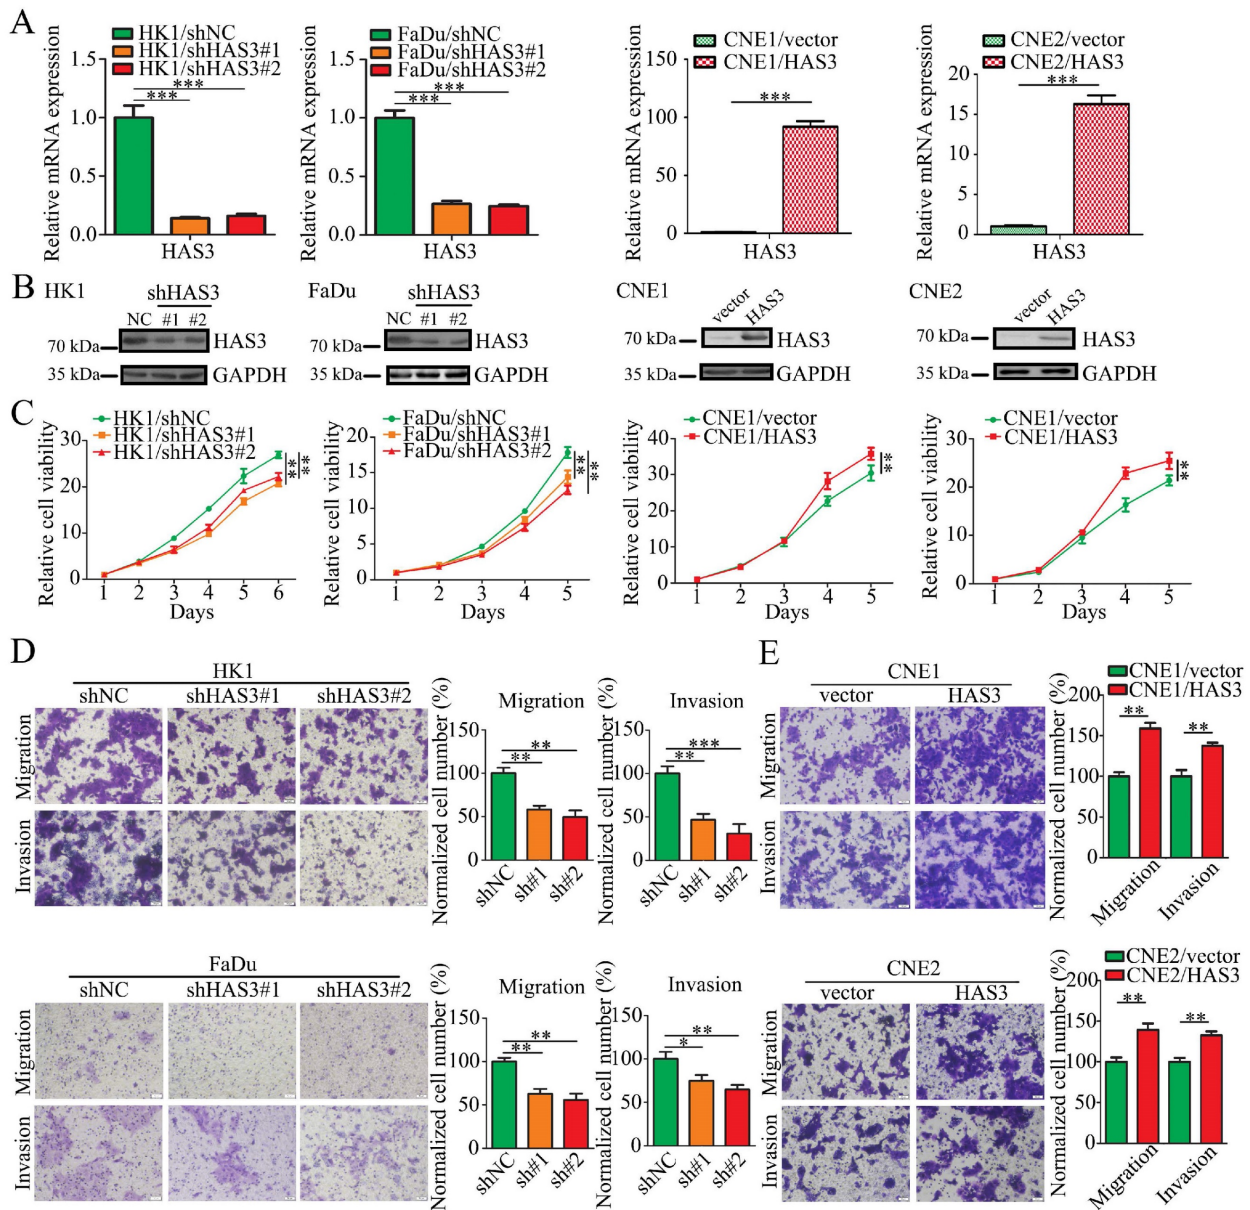 A
Relative mRNA expression
1.5
1.0
0.5
0.0
HK1/shNC
HK1/shHAS3#1
HK1/shHAS3#2
***
***
HAS3
Relative mRNA expression
1.5
1.0
0.5
0.0
FaDu/shNC
FaDu/shHAS3#1
FaDu/shHAS3#2
***
***
HAS3
Relative mRNA expression
150
100
50
0
CNE1/vector
CNE1/HAS3
***
HAS3
Relative mRNA expression
20
15
10
5
0
CNE2/vector
CNE2/HAS3
***
HAS3
B
HK1
shHAS3
NC #1 #2
70 kDa
HAS3
35 kDa
GAPDH
FaDu
shHAS3
NC #1 #2
70 kDa
HAS3
35 kDa
GAPDH
CNE1
vector
HAS3
70 kDa
HAS3
35 kDa
GAPDH
CNE2
vector
HAS3
70 kDa
HAS3
35 kDa
GAPDH
C
Relative cell viability
30
20
10
0
HK1/shNC
HK1/shHAS3#1
HK1/shHAS3#2
**
**
1 2 3 4 5 6
Days
Relative cell viability
20
15
10
5
0
FaDu/shNC
FaDu/shHAS3#1
FaDu/shHAS3#2
**
**
1 2 3 4 5
Days
Relative cell viability
40
30
20
10
0
CNE1/vector
CNE1/HAS3
**
1 2 3 4 5
Days
Relative cell viability
30
20
10
0
CNE1/vector
CNE1/HAS3
**
1 2 3 4 5
Days
D
HK1
shNC shHAS3#1 shHAS3#2
Migration
Invasion
Normalized cell number (%)
Migration
150
100
50
0
**
**
shNC sh#1 sh#2
Normalized cell number (%)
Invasion
150
100
50
0
***
**
shNC sh#1 sh#2
FaDu
shNC shHAS3#1 shHAS3#2
Migration
Invasion
Normalized cell number (%)
Migration
150
100
50
0
**
**
shNC sh#1 sh#2
Normalized cell number (%)
Invasion
150
100
50
0
**
*
shNC sh#1 sh#2
E
CNE1
vector HAS3
Migration
Invasion
CNE1/vector
CNE1/HAS3
Normalized cell number (%)
200
150
100
50
0
** **
Migration Invasion
CNE2
vector HAS3
Migration
Invasion
CNE2/vector
CNE2/HAS3
Normalized cell number (%)
200
150
100
50
0
** **
Migration Invasion